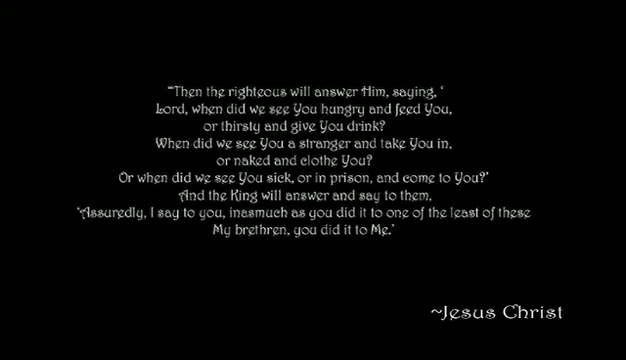 “Then the righteous will answer Him, saying, ‘
Lord, when did we see You hungry and feed You,
or thirsty and give You drink?
When did we see You a stranger and take You in,
or naked and clothe You?
Or when did we see You sick, or in prison, and come to You?’
And the King will answer and say to them,
‘Assuredly, I say to you, inasmuch as you did it to one of the least of these
My brethren, you did it to Me.’
~Jesus Christ